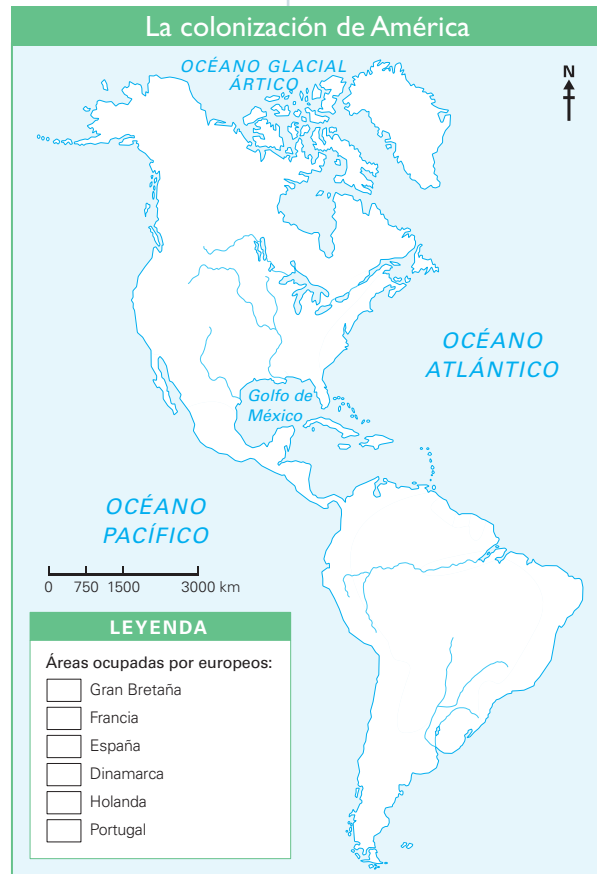 La colonización de América
OCÉANO GLACIAL
ÁRTICO
N
OCÉANO
ATLÁNTICO
Golfo de
México
OCÉANO
PACÍFICO
0 750 1500 3000 km
LEYENDA
Áreas ocupadas por europeos:
Gran Bretaña
Francia
España
Dinamarca
Holanda
Portugal